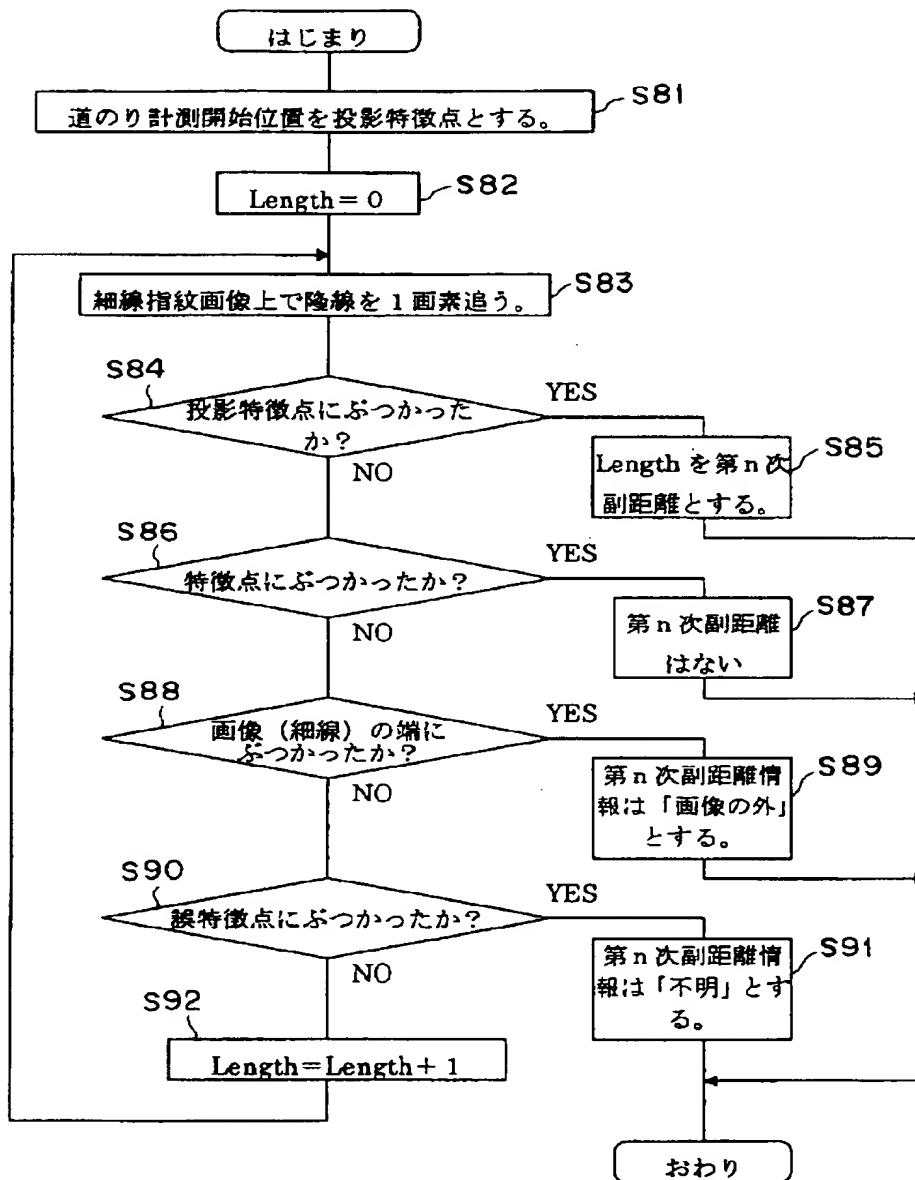 はじまり
S81
道のり計測開始位置を投影特徴点とする。
S82
Length=0
S83
細線指紋画像上で隆線を1画素追う。
S84
投影特徴点にぶつかった
か?
YES
NO
S85
Lengthを第n次
副距離とする。
S86
特徴点にぶつかったか?
YES
NO
S87
第n次副距離
はない
S88
画像(細線)の端に
ぶつかったか?
YES
NO
S89
第n次副距離情
報は「画像の外」
とする。
S90
誤特徴点にぶつかったか?
YES
NO
S91
第n次副距離情
報は「不明」とす
る。
S92
Length=Length+1
おわり